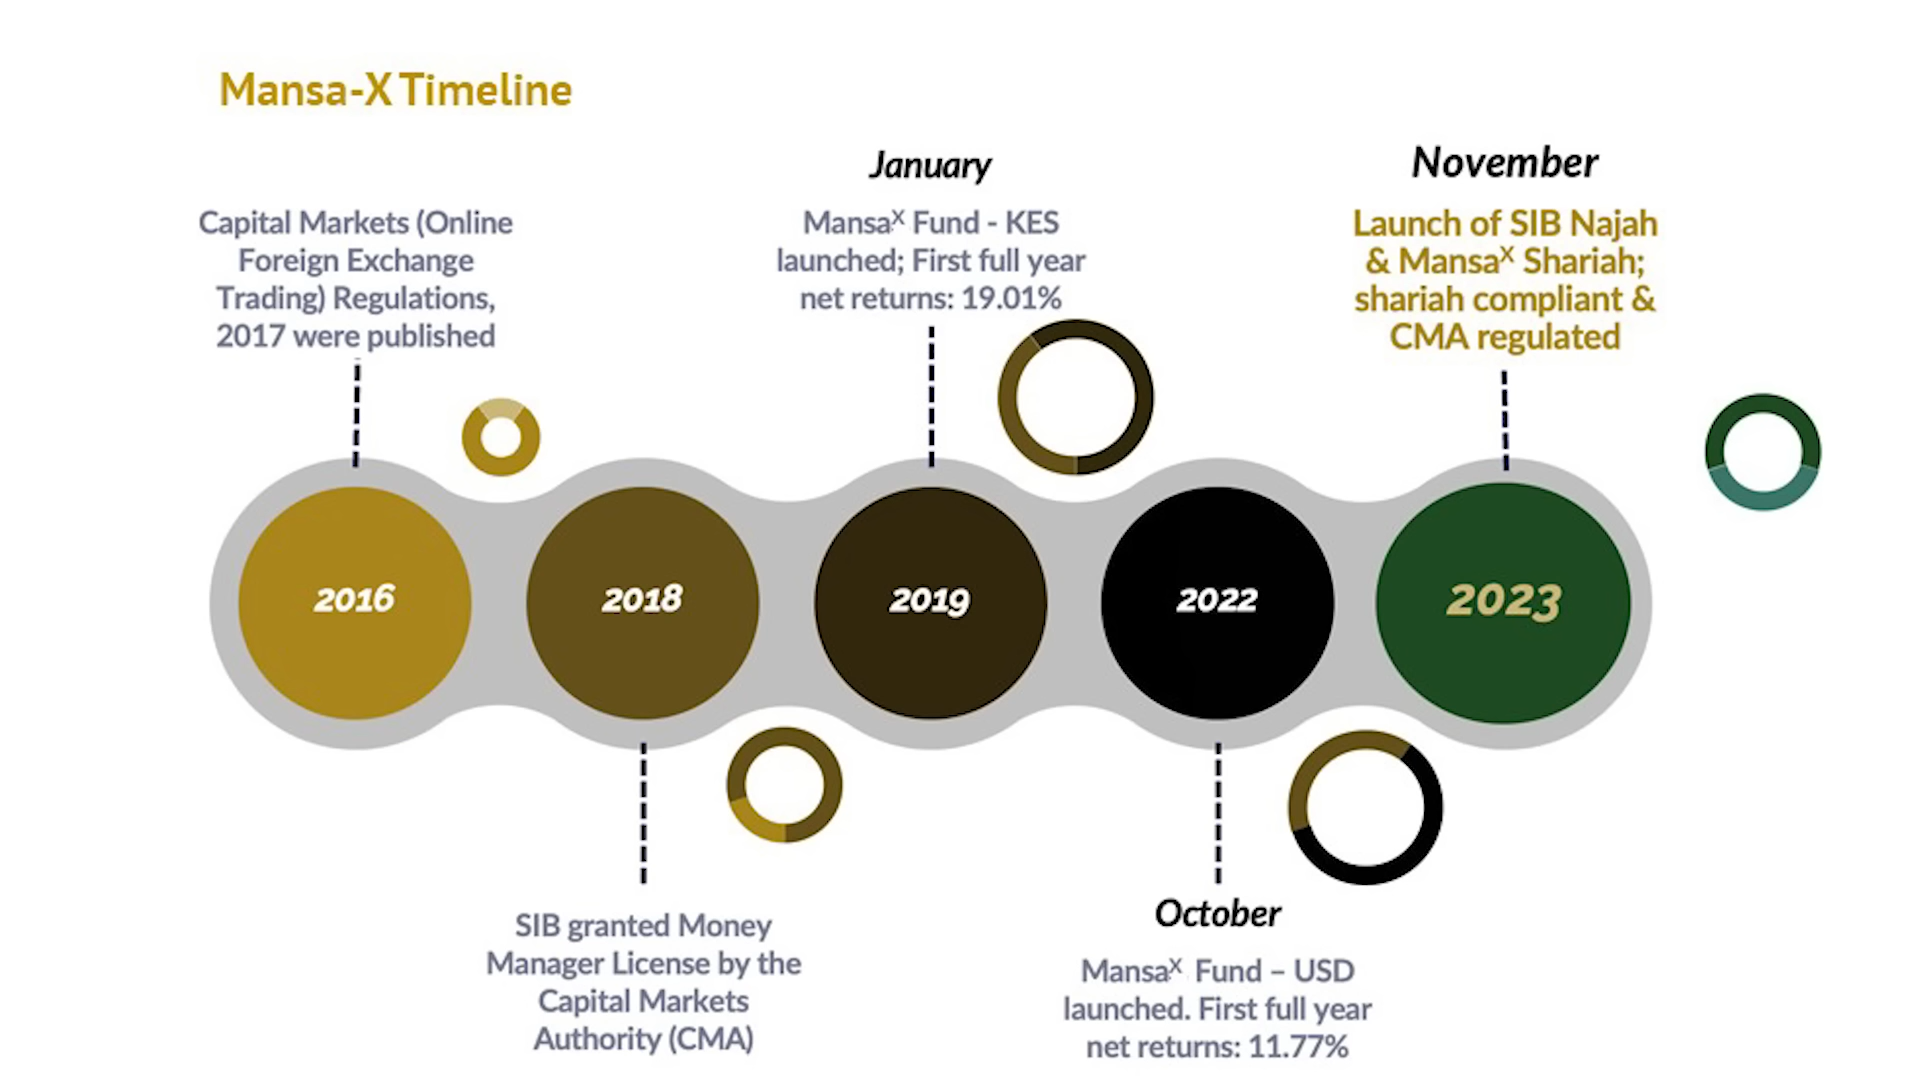 Mansa-X Timeline
Capital Markets (Online
Foreign Exchange
Trading) Regulations,
2017 were published
2016
2018
SIB granted Money
Manager License by the
Capital Markets
Authority (CMA)
January
Mansaˣ Fund - KES
launched; First full year
net returns: 19.01%
2019
2022
October
Mansaˣ Fund – USD
launched. First full year
net returns: 11.77%
November
Launch of SIB Najah
& Mansaˣ Shariah;
shariah compliant &
CMA regulated
2023